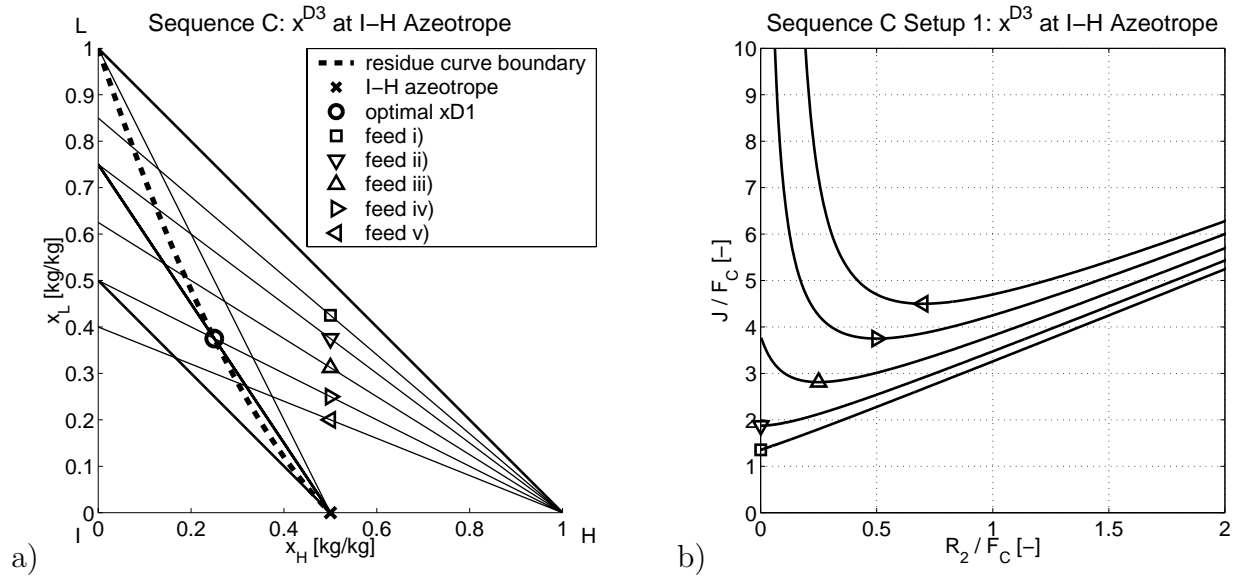 Sequence C: x^D3 at I−H Azeotrope
L
1
0.9
0.8
0.7
0.6
0.5
0.4
0.3
0.2
0.1
0
x_L [kg/kg]
residue curve boundary
I−H azeotrope
optimal xD1
feed i)
feed ii)
feed iii)
feed iv)
feed v)
0 0.2 0.4 0.6 0.8 1
I x_H [kg/kg] H
a)
Sequence C Setup 1: x^D3 at I−H Azeotrope
10
9
8
7
6
5
4
3
2
1
0
J / F_C [−]
0 0.5 1 1.5 2
R_2 / F_C [−]
b)